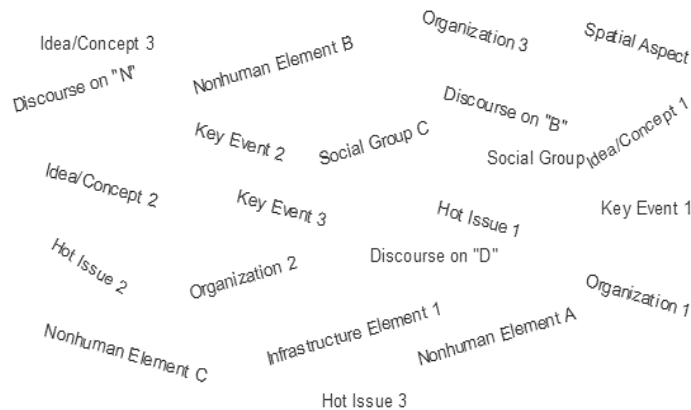 Organization 3
Spatial Aspect
Idea/Concept 3
Nonhuman Element B
Discourse on "N"
Discourse on "B"
Idea/Concept 1
Key Event 2
Social Group C
Social Group
Idea/Concept 2
Key Event 3
Hot Issue 1
Key Event 1
Discourse on "D"
Hot Issue 2
Organization 2
Organization 1
Infrastructure Element 1
Nonhuman Element A
Nonhuman Element C
Hot Issue 3